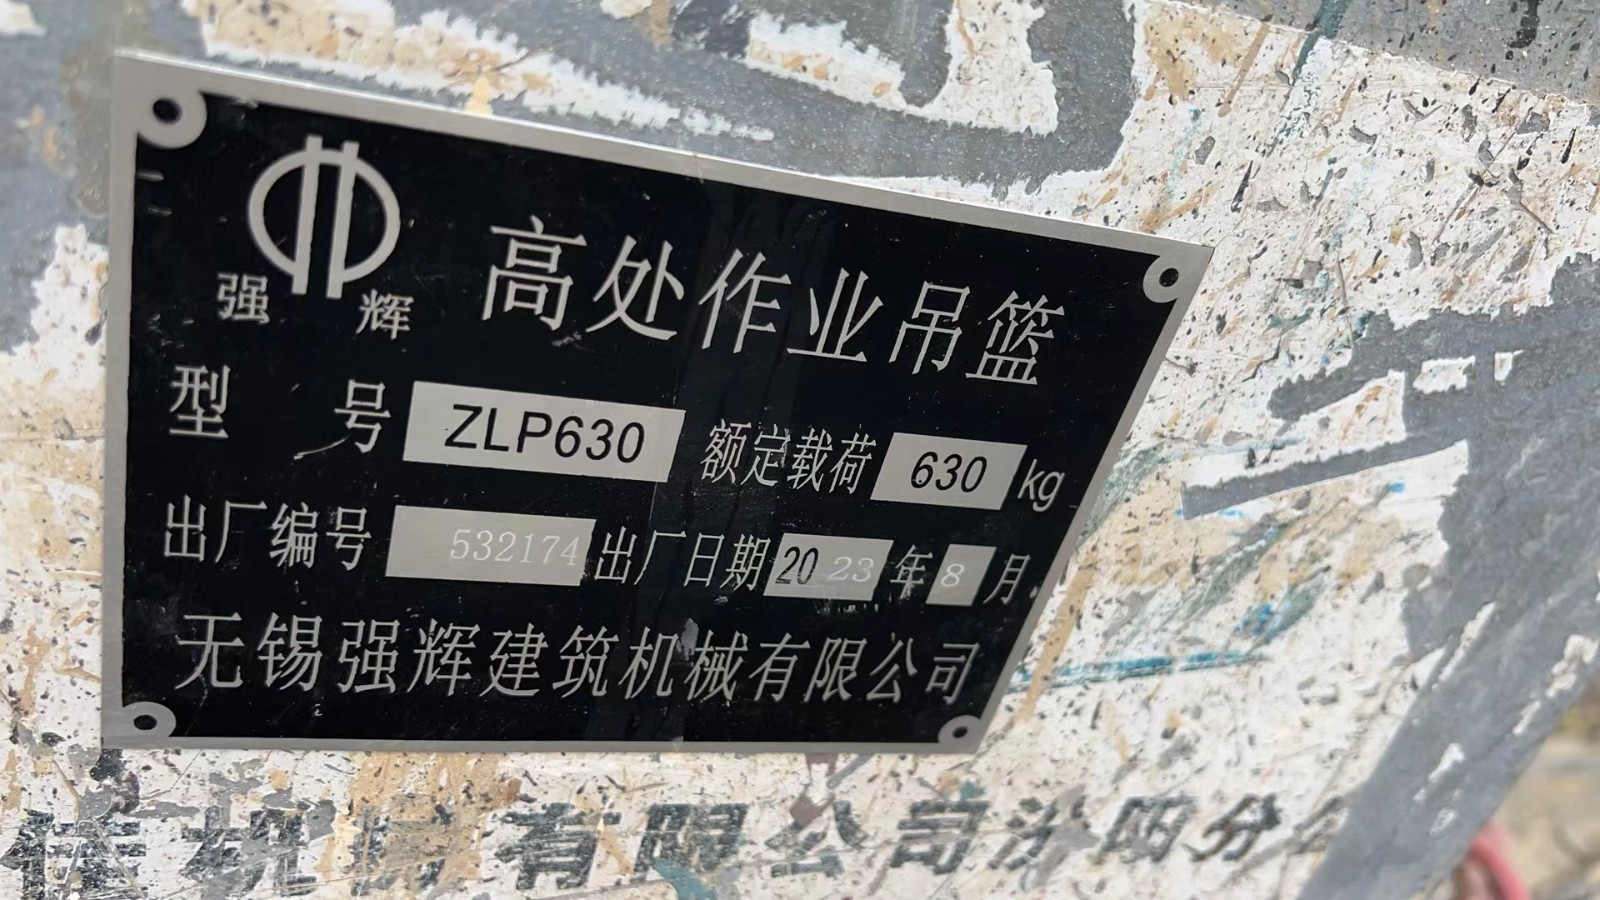 强辉
高处作业吊篮
型号 ZLP630 额定载荷 630 kg
出厂编号 532174 出厂日期 2023 年 8 月
无锡强辉建筑机械有限公司
有限公司